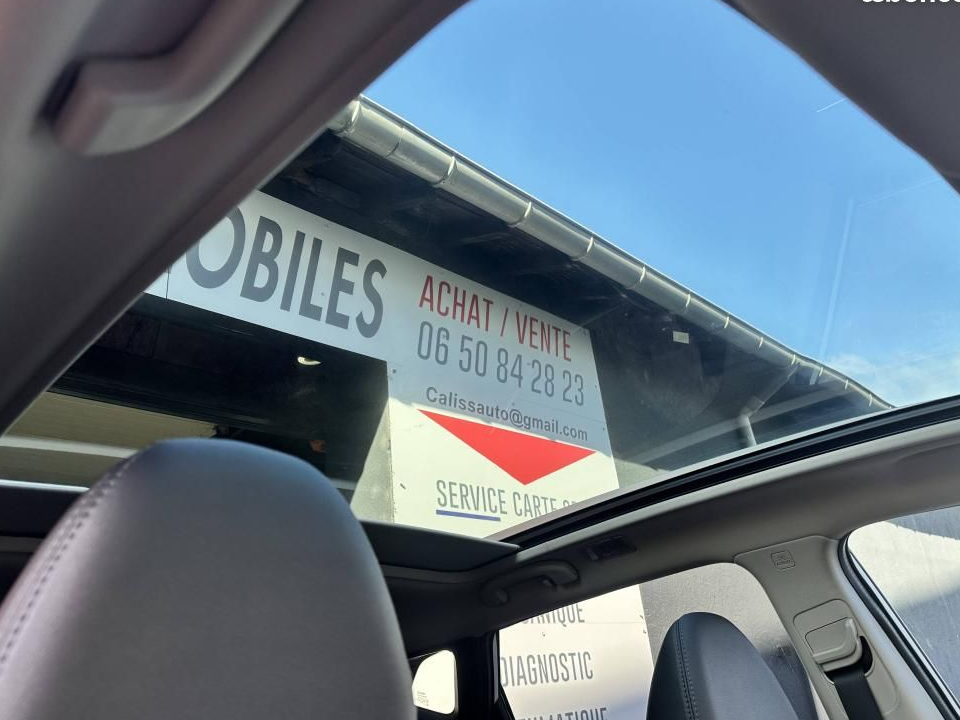 OBILES
ACHAT / VENTE
06 50 84 28 23
Calissauto@gmail.com
SERVICE CARTE
DIAGNOSTIC